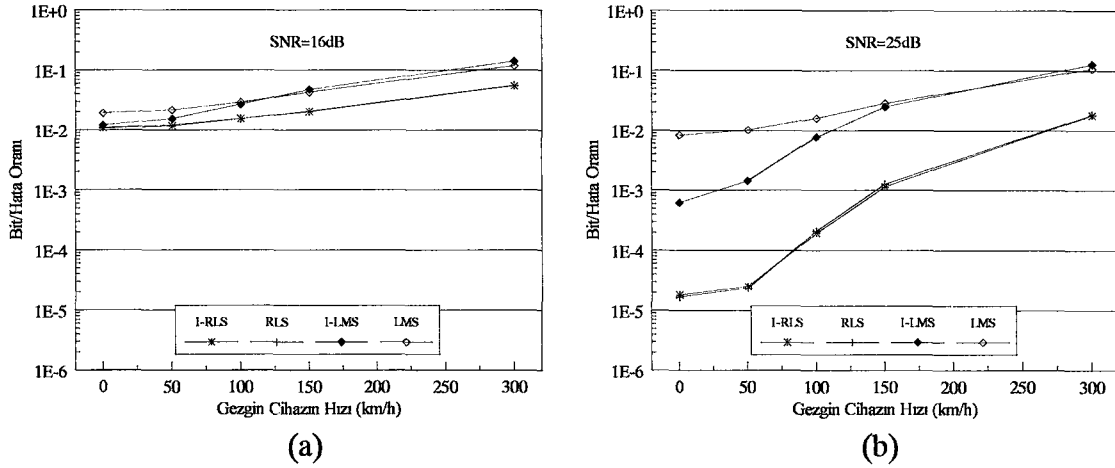 1E+0
SNR=16dB
1E-1
1E-2
1E-3
1E-4
1E-5
1E-6
Bit/Hata Oranı
I-RLS RLS I-LMS LMS
0 50 100 150 200 250 300
Gezgin Cihazın Hızı (km/h)
(a)
1E+0
SNR=25dB
1E-1
1E-2
1E-3
1E-4
1E-5
1E-6
Bit/Hata Oranı
I-RLS RLS I-LMS LMS
0 50 100 150 200 250 300
Gezgin Cihazın Hızı (km/h)
(b)